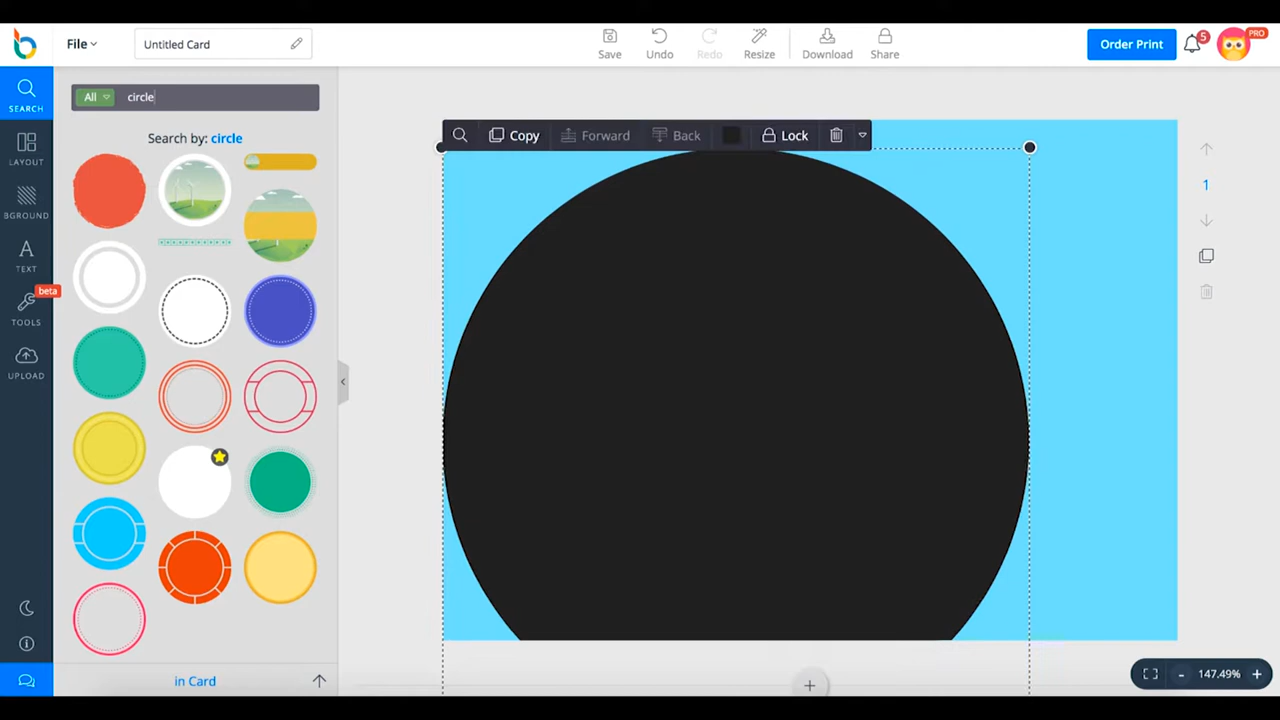 File
Untitled Card
Save
Undo
Redo
Resize
Download
Share
Order Print
5
PRO
SEARCH
LAYOUT
BGROUND
TEXT
beta
TOOLS
UPLOAD
All
circle
Search by: circle
Copy
Forward
Back
Lock
1
in Card
- 147.49% +